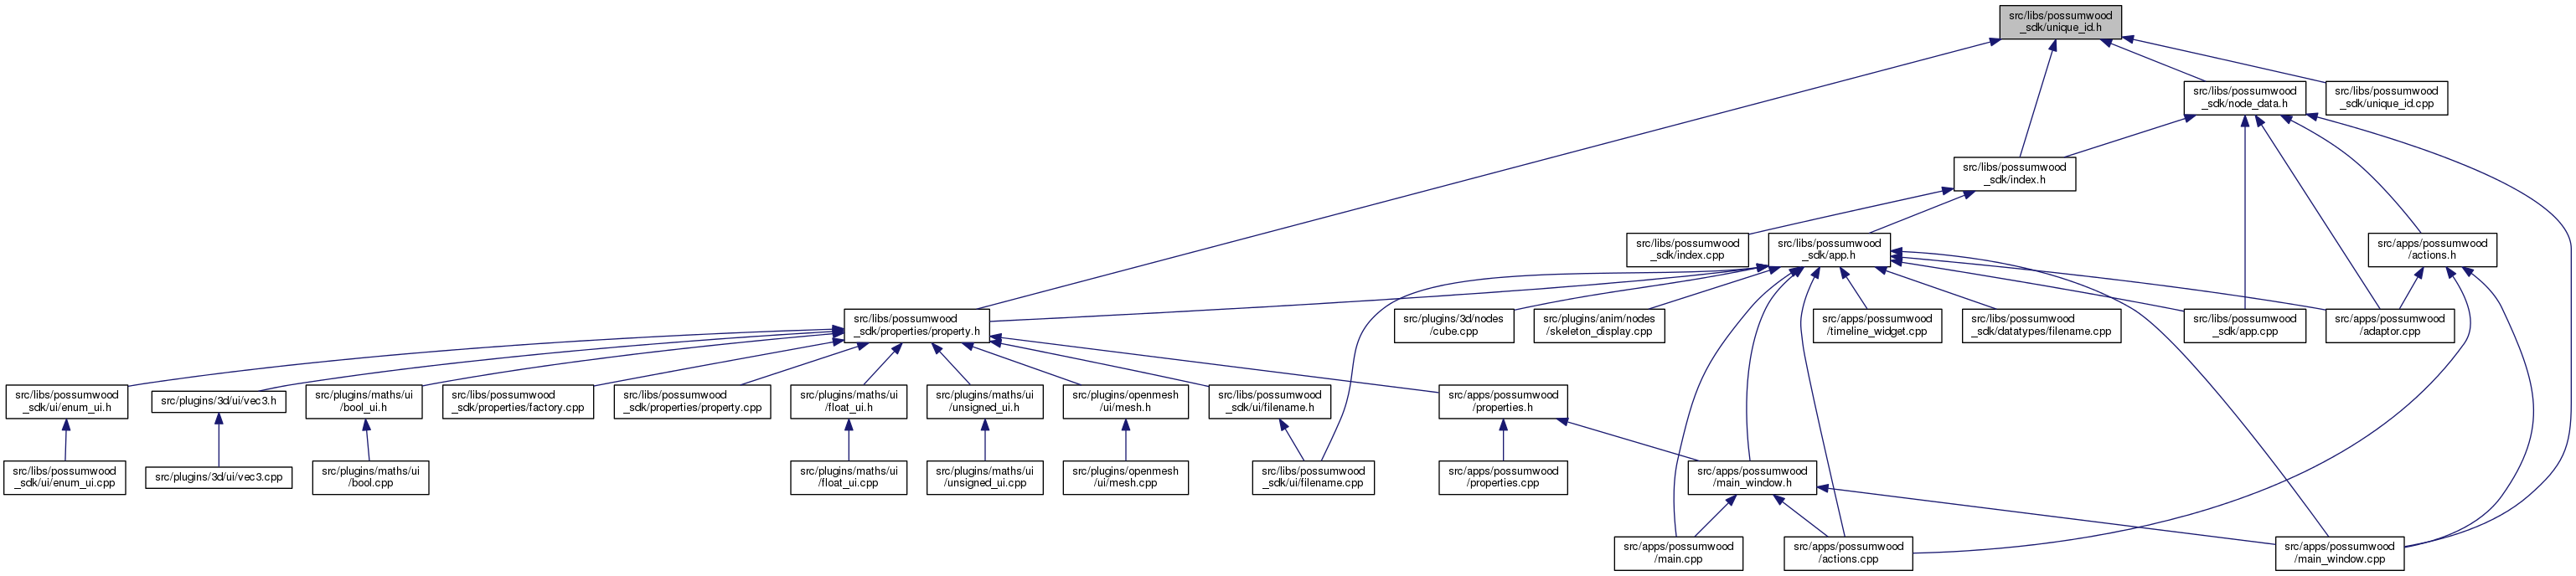 src/libs/possumwood
_sdk/unique_id.h
src/libs/possumwood
_sdk/node_data.h
src/libs/possumwood
_sdk/unique_id.cpp
src/libs/possumwood
_sdk/index.h
src/libs/possumwood
_sdk/index.cpp
src/libs/possumwood
_sdk/app.h
src/apps/possumwood
/actions.h
src/libs/possumwood
_sdk/properties/property.h
src/plugins/3d/nodes
/cube.cpp
src/plugins/anim/nodes
/skeleton_display.cpp
src/apps/possumwood
/timeline_widget.cpp
src/libs/possumwood
_sdk/datatypes/filename.cpp
src/libs/possumwood
_sdk/app.cpp
src/apps/possumwood
/adaptor.cpp
src/libs/possumwood
_sdk/ui/enum_ui.h
src/plugins/3d/ui/vec3.h
src/plugins/maths/ui
/bool_ui.h
src/libs/possumwood
_sdk/properties/factory.cpp
src/libs/possumwood
_sdk/properties/property.cpp
src/plugins/maths/ui
/float_ui.h
src/plugins/maths/ui
/unsigned_ui.h
src/plugins/openmesh
/ui/mesh.h
src/libs/possumwood
_sdk/ui/filename.h
src/apps/possumwood
/properties.h
src/libs/possumwood
_sdk/ui/enum_ui.cpp
src/plugins/3d/ui/vec3.cpp
src/plugins/maths/ui
/bool.cpp
src/plugins/maths/ui
/float_ui.cpp
src/plugins/maths/ui
/unsigned_ui.cpp
src/plugins/openmesh
/ui/mesh.cpp
src/libs/possumwood
_sdk/ui/filename.cpp
src/apps/possumwood
/properties.cpp
src/apps/possumwood
/main_window.h
src/apps/possumwood
/main.cpp
src/apps/possumwood
/actions.cpp
src/apps/possumwood
/main_window.cpp